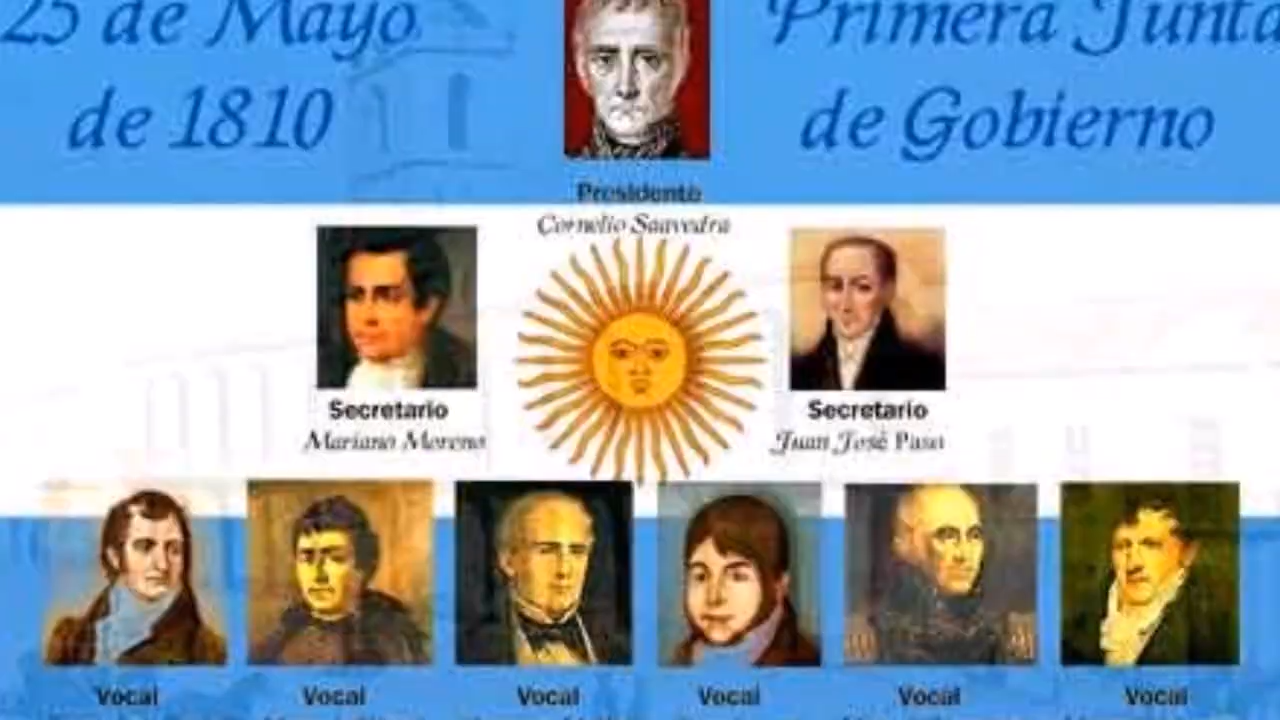 25 de Mayo
de 1810
Primera Junta
de Gobierno
Presidente
Cornelio Saavedra
Secretario
Mariano Moreno
Secretario
Juan José Paso
Vocal
Vocal
Vocal
Vocal
Vocal
Vocal